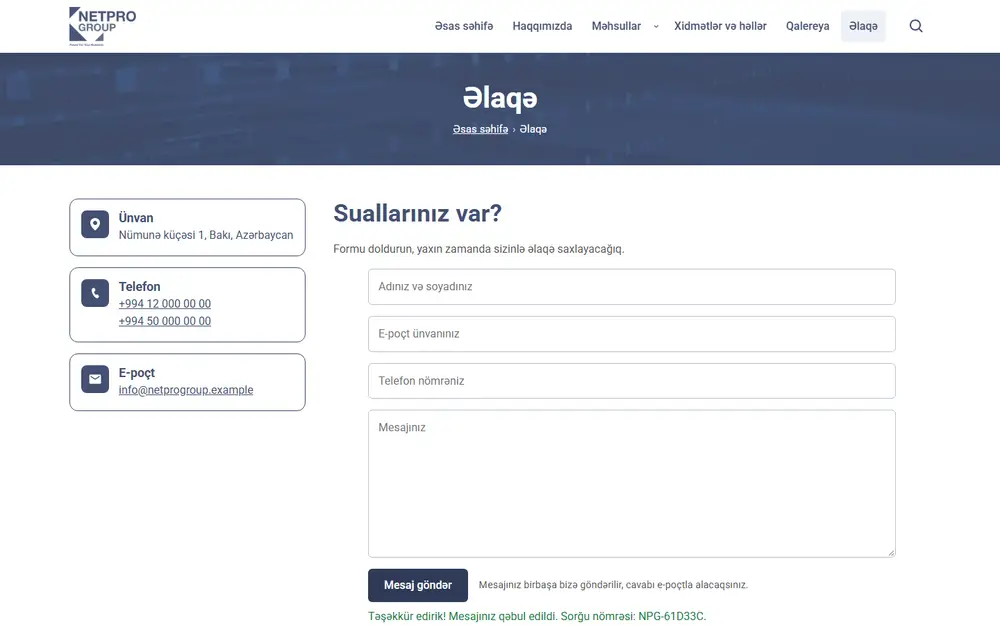 NETPRO
GROUP
Əsas səhifə
Haqqımızda
Məhsullar
Xidmətlər və həllər
Qalereya
Əlaqə
Əlaqə
Əsas səhifə › Əlaqə
Ünvan
Nümunə küçəsi 1, Bakı, Azərbaycan
Telefon
+994 12 000 00 00
+994 50 000 00 00
E-poçt
info@netprogroup.example
Suallarınız var?
Formu doldurun, yaxın zamanda sizinlə əlaqə saxlayacağıq.
Adınız və soyadınız
E-poçt ünvanınız
Telefon nömrəniz
Mesajınız
Mesaj göndər
Mesajınız birbaşa bizə göndərilir, cavabı e-poçtla alacaqsınız.
Təşəkkür edirik! Mesajınız qəbul edildi. Sorğu nömrəsi: NPG-61D33C.